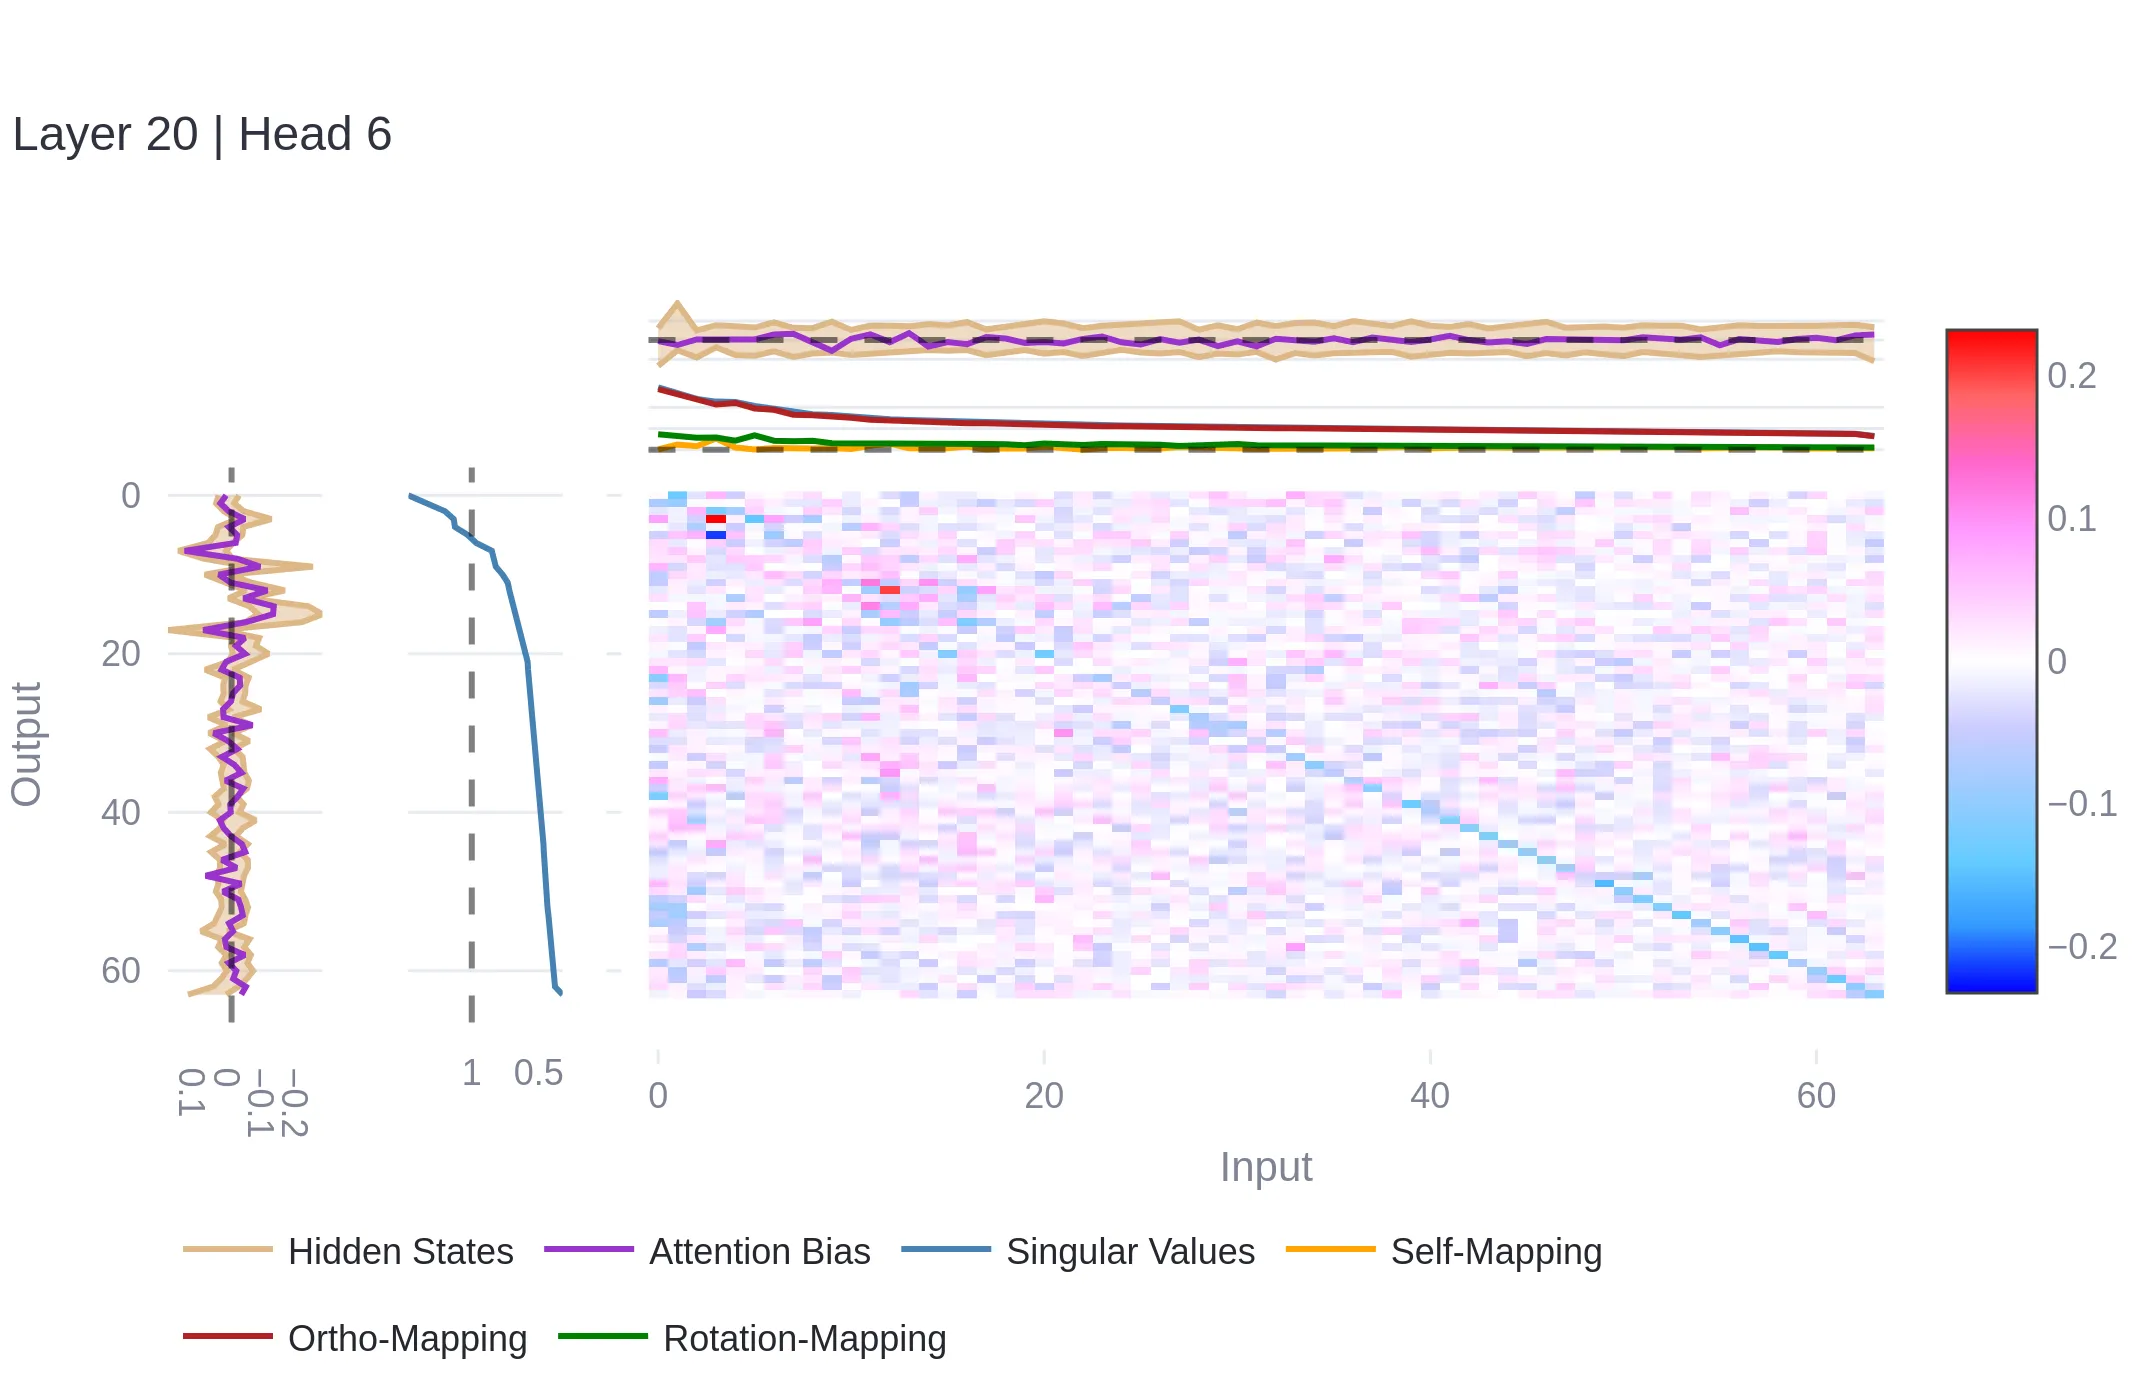 Layer 20 | Head 6
0
20
40
60
Output
0.1
0
−0.1
−0.2
1
0.5
0
20
40
60
Input
0.2
0.1
0
−0.1
−0.2
Hidden States
Attention Bias
Singular Values
Self-Mapping
Ortho-Mapping
Rotation-Mapping